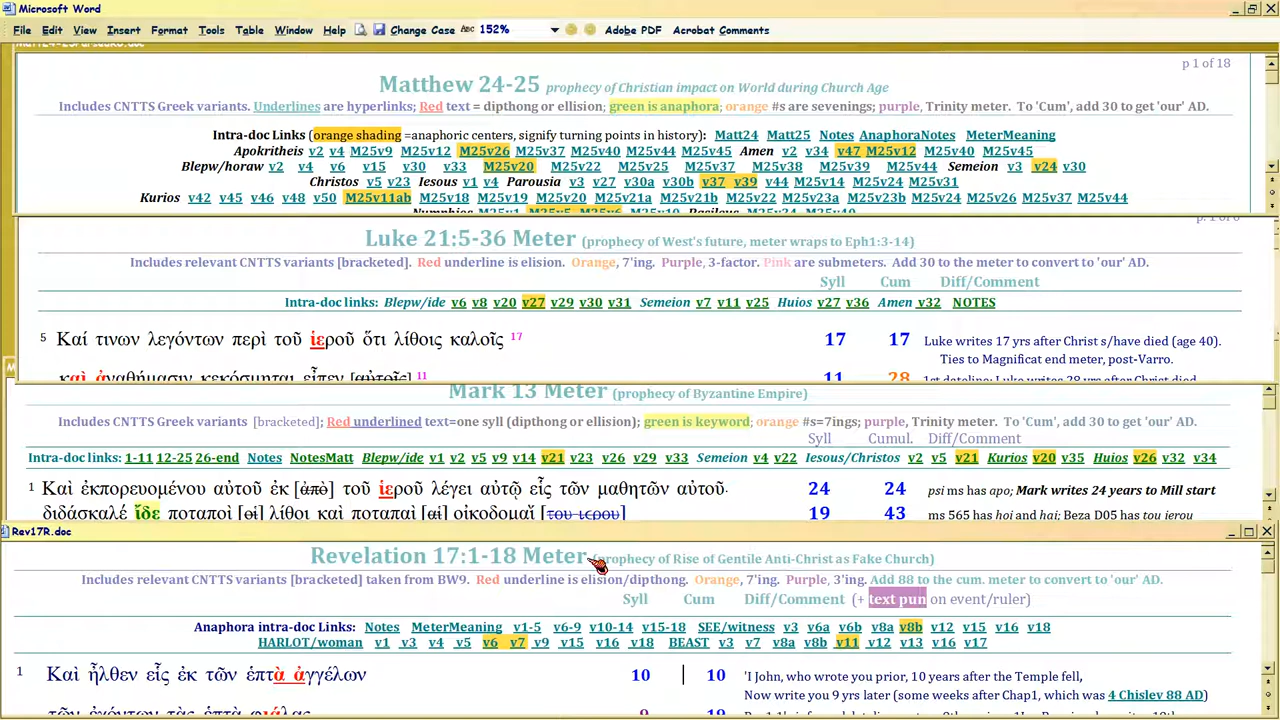 Microsoft Word
File Edit View Insert Format Tools Table Window Help Change Case 152% Adobe PDF Acrobat Comments
p 1 of 18
Matthew 24-25 prophecy of Christian impact on World during Church Age
Includes CNTTS Greek variants. Underlines are hyperlinks; Red text = dipthong or ellision; green is anaphora; orange #s are sevenings; purple, Trinity meter. To 'Cum', add 30 to get 'our' AD.
Intra-doc Links (orange shading =anaphoric centers, signify turning points in history): Matt24 Matt25 Notes AnaphoraNotes MeterMeaning
Apokritheis v2 v4 M25v9 M25v12 M25v26 M25v37 M25v40 M25v44 M25v45 Amen v2 v34 v47 M25v12 M25v40 M25v45
Blepw/horaw v2 v4 v6 v15 v30 v33 M25v20 M25v22 M25v25 M25v37 M25v38 M25v39 M25v44 Semeion v3 v24 v30
Christos v5 v23 Iesous v1 v4 Parousia v3 v27 v30a v30b v37 v39 v44 M25v14 M25v24 M25v31
Kurios v42 v45 v46 v48 v50 M25v11ab M25v18 M25v19 M25v20 M25v21a M25v21b M25v22 M25v23a M25v23b M25v24 M25v26 M25v37 M25v44
Luke 21:5-36 Meter (prophecy of West's future, meter wraps to Eph1:3-14)
Includes relevant CNTTS variants [bracketed]. Red underline is elision. Orange, 7'ing. Purple, 3-factor. Pink are submeters. Add 30 to the meter to convert to 'our' AD.
Syll Cum Diff/Comment
Intra-doc links: Blepw/ide v6 v8 v20 v27 v29 v30 v31 Semeion v7 v11 v25 Huios v27 v36 Amen v32 NOTES
5 Καί τινων λεγόντων περὶ τοῦ ἱεροῦ ὅτι λίθοις καλοῖς 17 17 17 Luke writes 17 yrs after Christ s/have died (age 40).
Ties to Magnificat end meter, post-Varro.
καὶ ἀναθήμασιν κεκόσμηται εἶπεν [αὐτοῖς] 11 11 28 1st dateline: Luke writes 28 yrs after Christ died
Mark 13 Meter (prophecy of Byzantine Empire)
Includes CNTTS Greek variants [bracketed]; Red underlined text=one syll (dipthong or elision); green is keyword; orange #s=7ings; purple, Trinity meter. To 'Cum', add 30 to get 'our' AD.
Syll Cumul. Diff/Comment
Intra-doc links: 1-11 12-25 26-end Notes NotesMatt Blepw/ide v1 v2 v5 v9 v14 v21 v23 v26 v29 v33 Semeion v4 v22 Iesous/Christos v2 v5 v21 Kurios v20 v35 Huios v26 v32 v34
1 Καὶ ἐκπορευομένου αὐτοῦ ἐκ [ἀπὸ] τοῦ ἱεροῦ λέγει αὐτῷ εἷς τῶν μαθητῶν αὐτοῦ· 24 24 psi ms has apo; Mark writes 24 years to Mill start
διδάσκαλέ ἴδε ποταποὶ [οἱ] λίθοι καὶ ποταπαὶ [αἱ] οἰκοδομαί [του ιερου] 19 43 ms 565 has hoi and hai; Beza D05 has tou ierou
Rev17R.doc
Revelation 17:1-18 Meter (prophecy of Rise of Gentile Anti-Christ as Fake Church)
Includes relevant CNTTS variants [bracketed] taken from BW9. Red underline is elision/dipthong. Orange, 7'ing. Purple, 3'ing. Add 88 to the cum. meter to convert to 'our' AD.
Syll Cum Diff/Comment (+ text pun on event/ruler)
Anaphora intra-doc Links: Notes MeterMeaning v1-5 v6-9 v10-14 v15-18 SEE/witness v3 v6a v6b v8a v8b v12 v15 v16 v18
HARLOT/woman v1 v3 v4 v5 v6 v7 v9 v15 v16 v18 BEAST v3 v7 v8a v8b v11 v12 v13 v16 v17
1 Καὶ ἦλθεν εἷς ἐκ τῶν ἑπτὰ ἀγγέλων 10 10 'I John, who wrote you prior, 10 years after the Temple fell,
Now write you 9 yrs later (some weeks after Chap1, which was 4 Chislev 88 AD)
τῶν ἐχόντων τὰς ἑπτὰ φιάλας 9 19